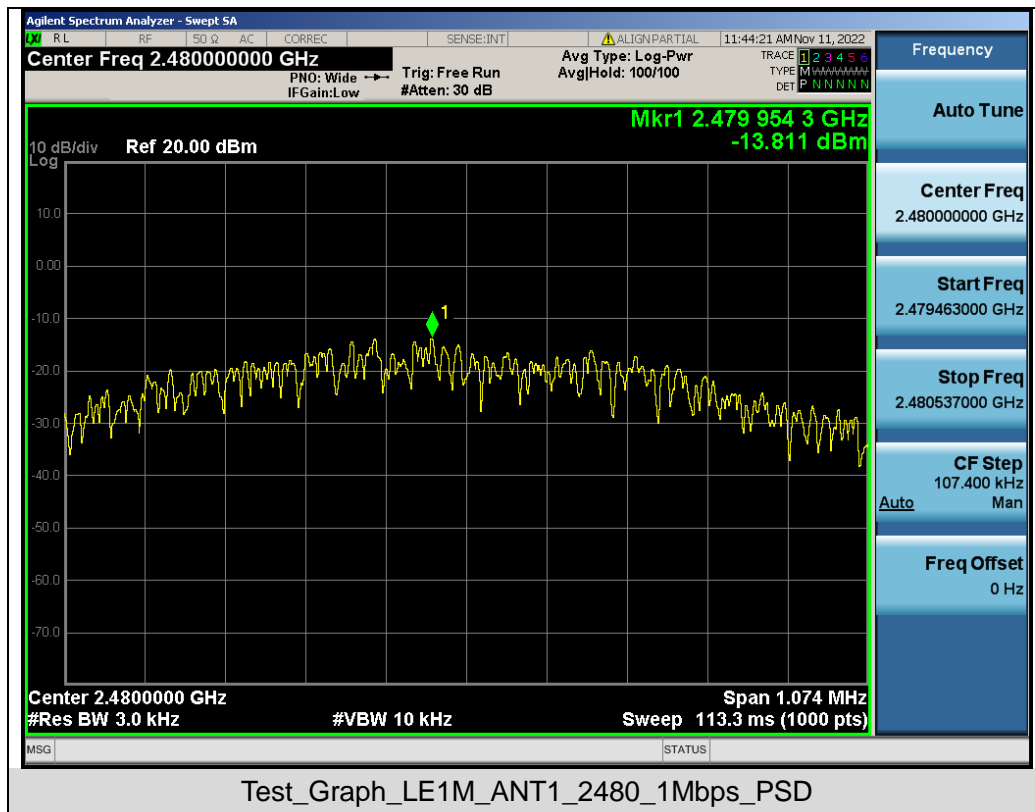 Agilent Spectrum Analyzer - Swept SA
LXI RL RF 50 Ω AC CORREC SENSE:INT ALIGNPARTIAL 11:44:21 AMNov 11, 2022
Center Freq 2.480000000 GHz
PNO: Wide
IFGain:Low
Trig: Free Run
#Atten: 30 dB
Avg Type: Log-Pwr
Avg|Hold: 100/100
TRACE 1 2 3 4 5 6
TYPE M
DET P N N N N N
Mkr1 2.479 954 3 GHz
-13.811 dBm
10 dB/div Ref 20.00 dBm
Log
10.0
0.00
-10.0
1
-20.0
-30.0
-40.0
-50.0
-60.0
-70.0
Center 2.4800000 GHz Span 1.074 MHz
#Res BW 3.0 kHz #VBW 10 kHz Sweep 113.3 ms (1000 pts)
MSG STATUS
Frequency
Auto Tune
Center Freq
2.480000000 GHz
Start Freq
2.479463000 GHz
Stop Freq
2.480537000 GHz
CF Step
107.400 kHz
Auto Man
Freq Offset
0 Hz
Test_Graph_LE1M_ANT1_2480_1Mbps_PSD